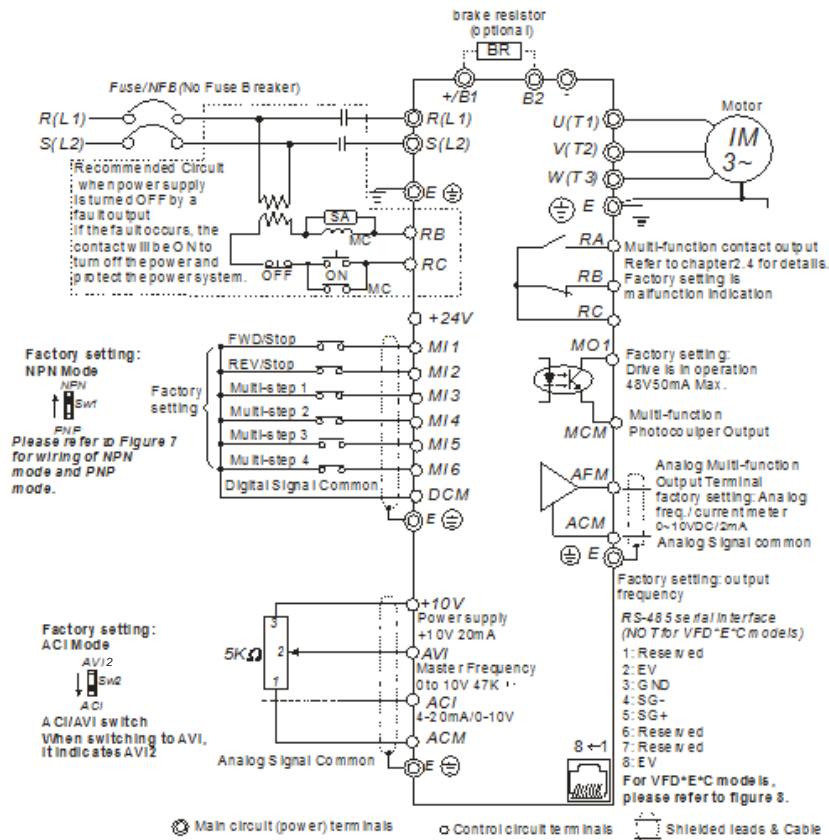 brake resistor
(optional)
BR
Fuse/NFB(No Fuse Breaker)
+/B1
B2
-
R(L1)
S(L2)
R(L1)
S(L2)
E
Recommended Circuit
when power supply
is turned OFF by a
fault output
If the fault occurs, the
contact will be ON to
turn off the power and
protect the power system.
SA
MC
OFF
ON
MC
RB
RC
U(T1)
V(T2)
W(T3)
E
Motor
IM
3~
RA
RB
RC
Multi-function contact output
Refer to chapter2.4 for details.
Factory setting is
malfunction indication
+24V
Factory setting:
NPN Mode
NPN
Sw1
PNP
Please refer to Figure 7
for wiring of NPN
mode and PNP
mode.
Factory
setting
FWD/Stop
REV/Stop
Multi-step 1
Multi-step 2
Multi-step 3
Multi-step 4
Digital Signal Common
MI1
MI2
MI3
MI4
MI5
MI6
DCM
E
MO1
Factory setting:
Drive is in operation
48V50mA Max.
MCM
Multi-function
Photocoulper Output
AFM
ACM
E
Analog Multi-function
Output Terminal
factory setting: Analog
freq./ current meter
0~10VDC/2mA
Analog Signal common
Factory setting: output
frequency
Factory setting:
ACI Mode
AVI2
Sw2
ACI
ACI/AVI switch
When switching to AVI,
it indicates AVI2
5KΩ
3
2
1
+10V
Power supply
+10V 20mA
AVI
Master Frequency
0 to 10V 47K
ACI
4-20mA/0-10V
ACM
Analog Signal Common
E
RS-485 serial interface
(NOT for VFD*E*C models)
1: Reserved
2: EV
3: GND
4: SG-
5: SG+
6: Reserved
7: Reserved
8: EV
8←1
For VFD*E*C models,
please refer to figure 8.
Main circuit (power) terminals
Control circuit terminals
Shielded leads & Cable